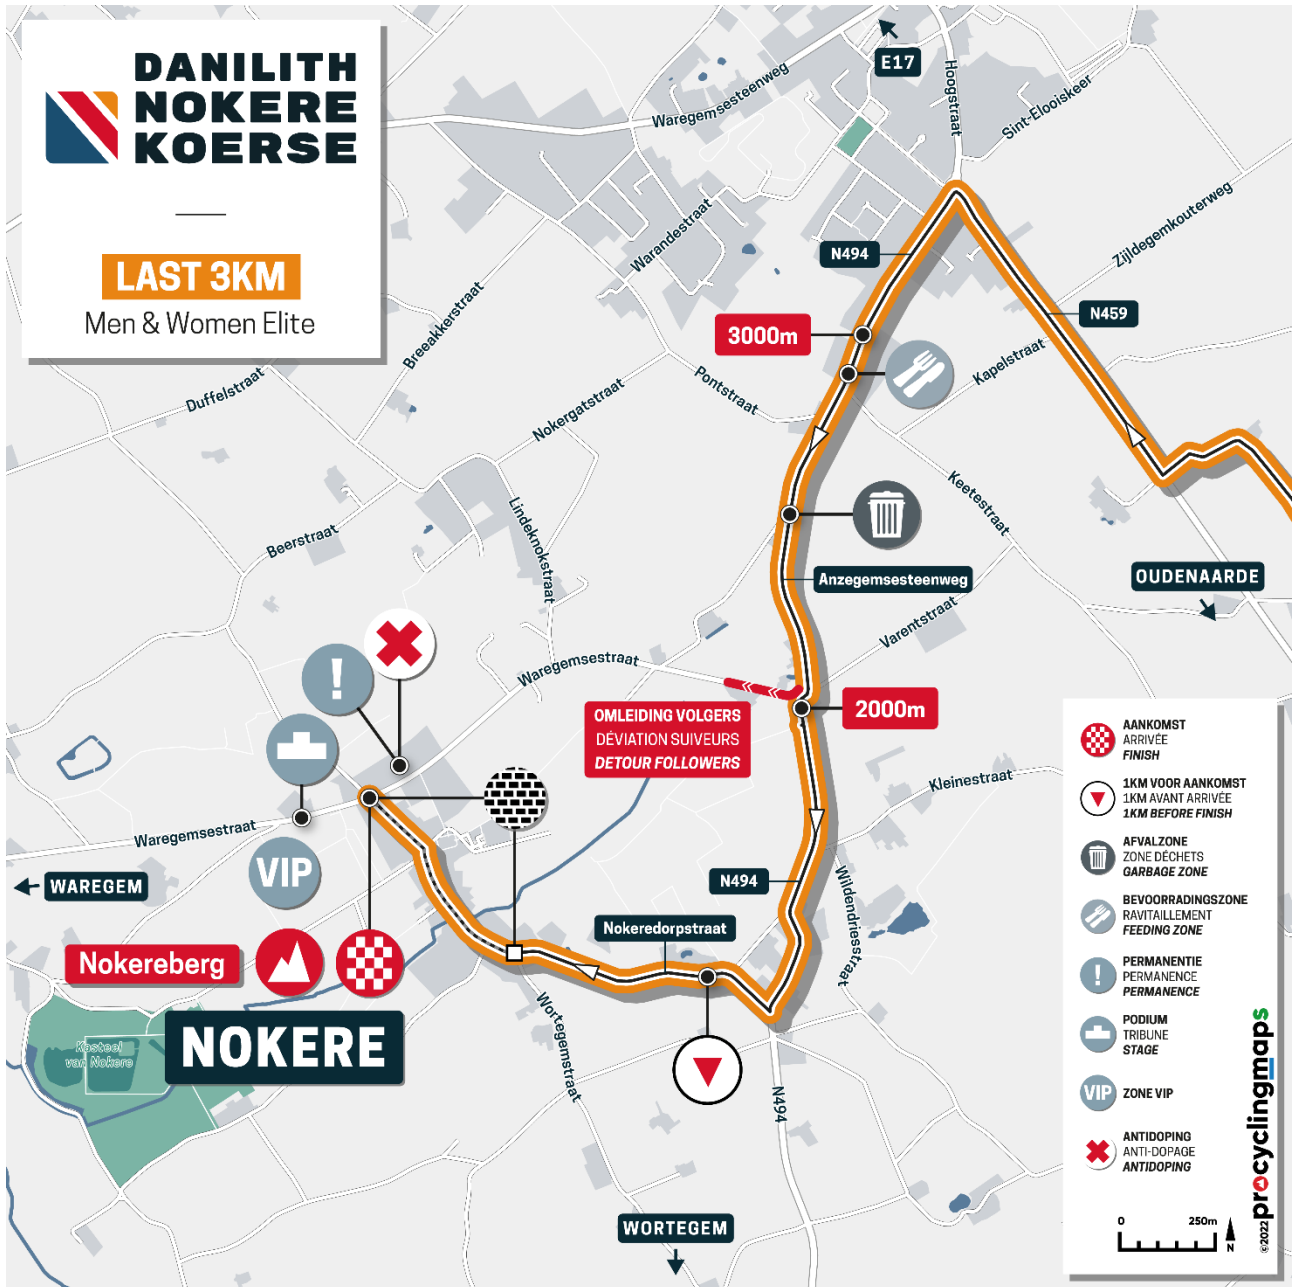 DANILITH
NOKERE
KOERSE
LAST 3KM
Men & Women Elite
E17
Hoogstraat
Sint-Elooiskeer
Waregemsesteenweg
Warandestraat
Zijldegemkouterweg
N494
N459
3000m
Breeakkerstraat
Duffelstraat
Nokergatstraat
Pontstraat
Kapelstraat
Keetestraat
Lindeknokstraat
Beerstraat
Anzegemsesteenweg
OUDENAARDE
Varentstraat
Waregemsestraat
!
OMLEIDING VOLGERS
DÉVIATION SUIVEURS
DETOUR FOLLOWERS
2000m
Kleinestraat
Waregemsestraat
VIP
WAREGEM
N494
Wildendriesstraat
Nokeredorpstraat
Nokereberg
NOKERE
Kasteel
van Nokere
Wortegemstraat
N494
WORTEGEM
AANKOMST
ARRIVÉE
FINISH
1KM VOOR AANKOMST
1KM AVANT ARRIVÉE
1KM BEFORE FINISH
AFVALZONE
ZONE DÉCHETS
GARBAGE ZONE
BEVOORRADINGSZONE
RAVITAILLEMENT
FEEDING ZONE
!
PERMANENTIE
PERMANENCE
PERMANENCE
PODIUM
TRIBUNE
STAGE
VIP ZONE VIP
ANTIDOPING
ANTI-DOPAGE
ANTIDOPING
0 250m
N
©2022 procyclingmaps